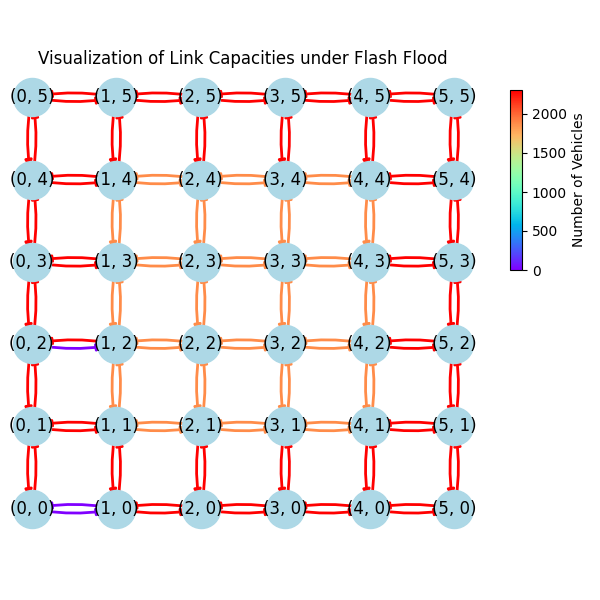 Visualization of Link Capacities under Flash Flood
(0, 5) (1, 5) (2, 5) (3, 5) (4, 5) (5, 5)
(0, 4) (1, 4) (2, 4) (3, 4) (4, 4) (5, 4)
(0, 3) (1, 3) (2, 3) (3, 3) (4, 3) (5, 3)
(0, 2) (1, 2) (2, 2) (3, 2) (4, 2) (5, 2)
(0, 1) (1, 1) (2, 1) (3, 1) (4, 1) (5, 1)
(0, 0) (1, 0) (2, 0) (3, 0) (4, 0) (5, 0)
2000
1500
1000
500
0
Number of Vehicles